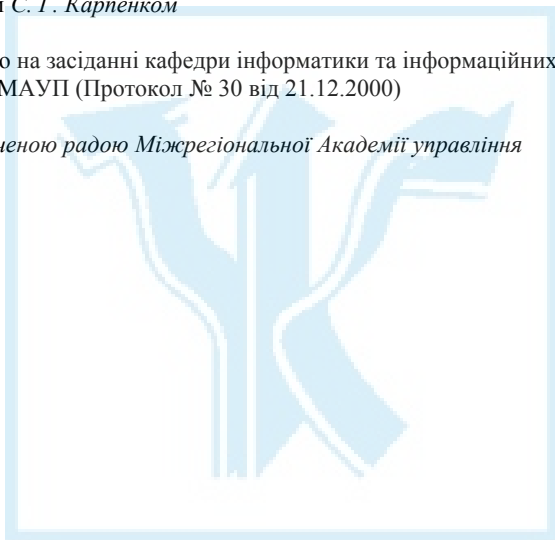 С. Г. Карпенком
о на засіданні кафедри інформатики та інформаційних
МАУП (Протокол № 30 від 21.12.2000)
ченою радою Міжрегіональної Академії управління